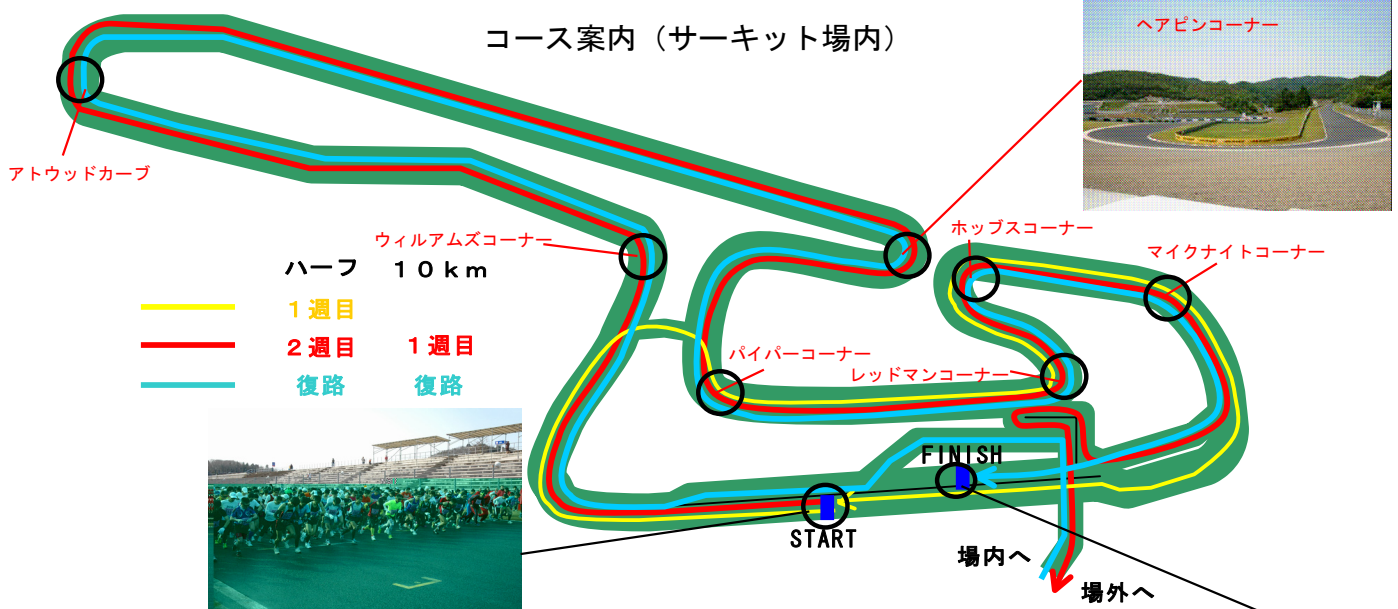 コース案内（サーキット場内）
ヘアピンコーナー
アトウッドカーブ
ウィルアムズコーナー
ホッブスコーナー
マイクナイトコーナー
ハーフ 10km
1週目
2週目 1週目
復路 復路
パイパーコーナー
レッドマンコーナー
FINISH
START
場内へ
場外へ